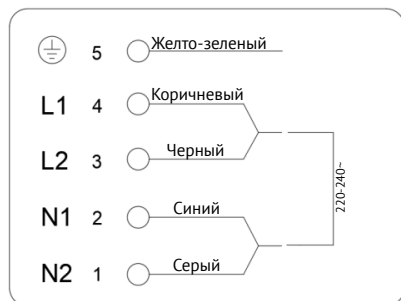 5 Желто-зеленый
L1 4 Коричневый
L2 3 Черный
N1 2 Синий
N2 1 Серый
220-240~